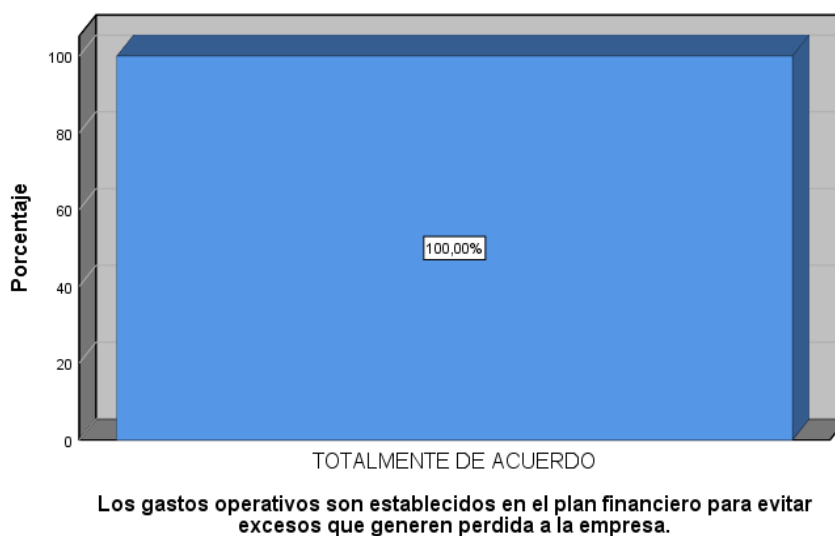 100
80
60
40
20
0
Porcentaje
100,00%
TOTALMENTE DE ACUERDO
Los gastos operativos son establecidos en el plan financiero para evitar
excesos que generen perdida a la empresa.